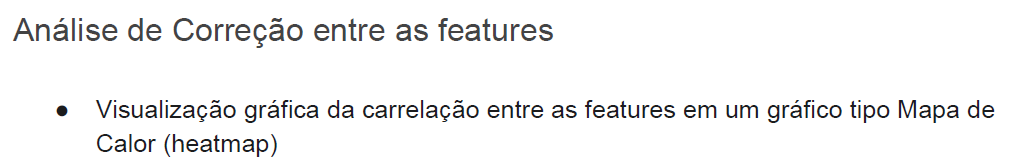 Análise de Correção entre as features
● Visualização gráfica da carrelação entre as features em um gráfico tipo Mapa de
Calor (heatmap)